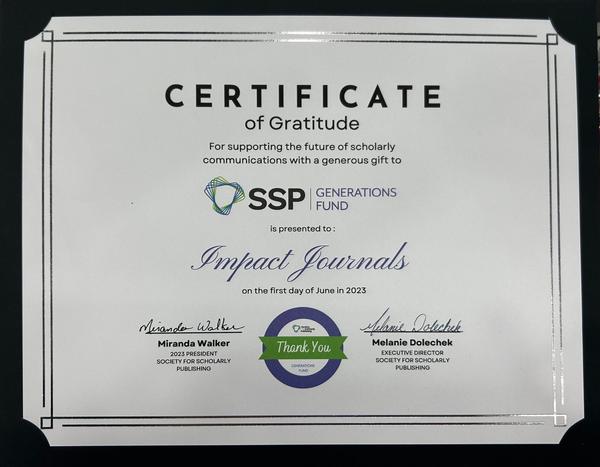 CERTIFICATE
of Gratitude
For supporting the future of scholarly
communications with a generous gift to
SSP GENERATIONS
FUND
is presented to :
Impact Journals
on the first day of June in 2023
Miranda Walker
Melanie Dolechek
Miranda Walker
2023 PRESIDENT
SOCIETY FOR SCHOLARLY
PUBLISHING
Thank You
GENERATIONS
FUND
Melanie Dolechek
EXECUTIVE DIRECTOR
SOCIETY FOR SCHOLARLY
PUBLISHING